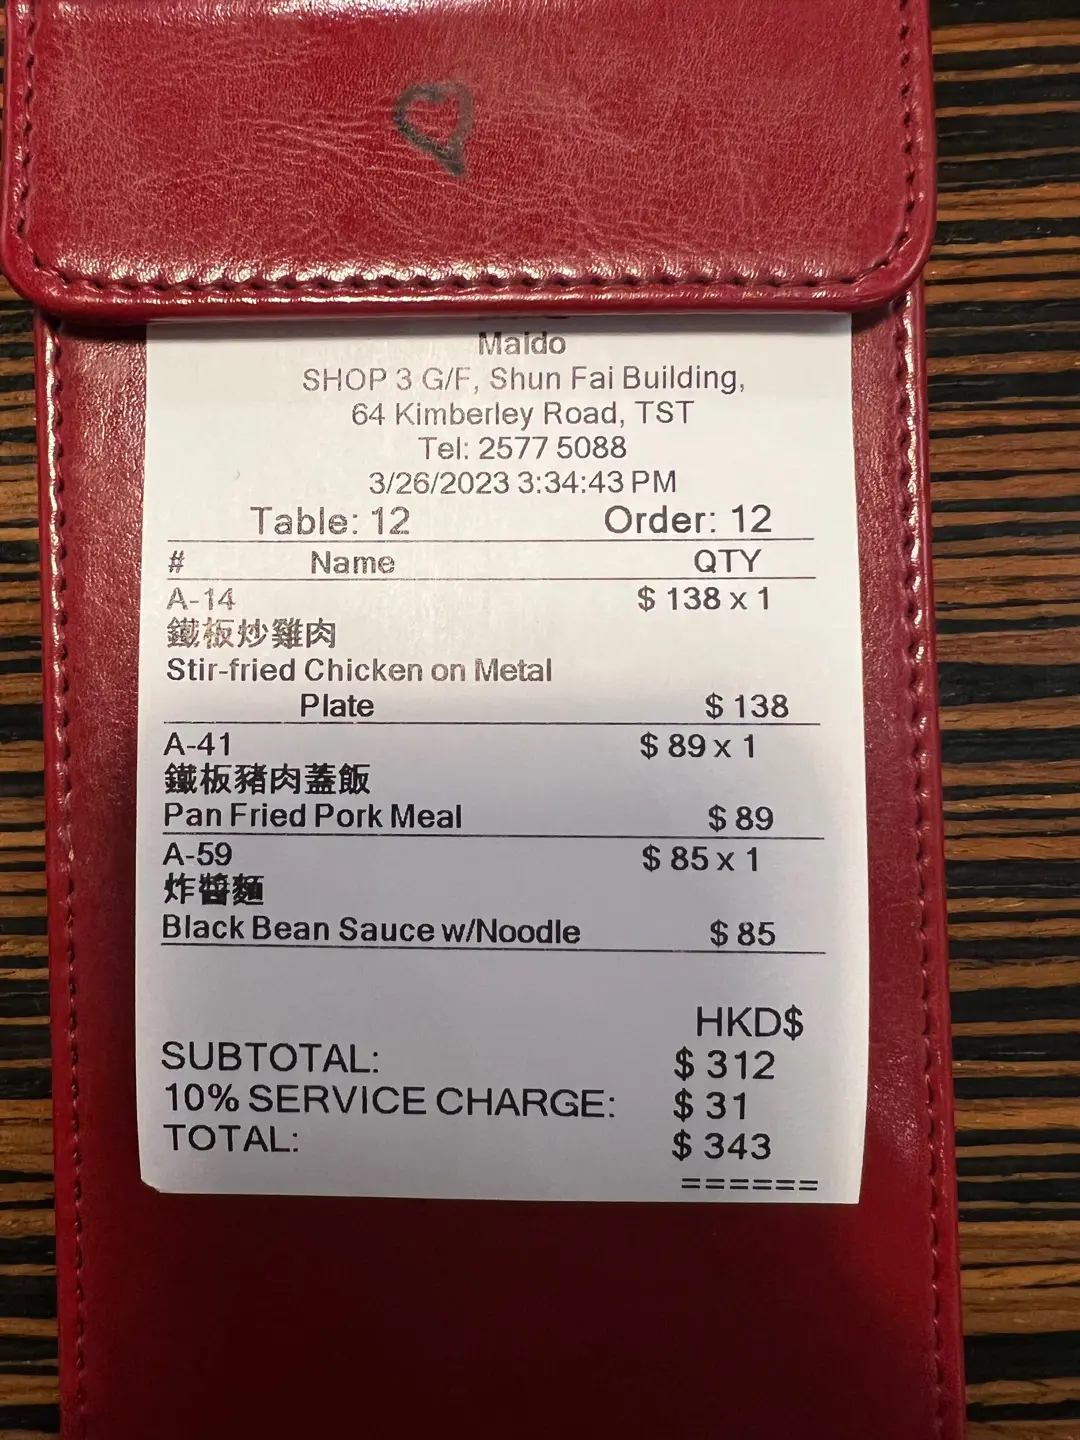 Maido
SHOP 3 G/F, Shun Fai Building,
64 Kimberley Road, TST
Tel: 2577 5088
3/26/2023 3:34:43 PM
Table: 12 Order: 12
# Name QTY
A-14 $ 138 x 1
鐵板炒雞肉
Stir-fried Chicken on Metal
Plate $ 138
A-41 $ 89 x 1
鐵板豬肉蓋飯
Pan Fried Pork Meal $ 89
A-59 $ 85 x 1
炸醬麵
Black Bean Sauce w/Noodle $ 85
HKD$
SUBTOTAL: $ 312
10% SERVICE CHARGE: $ 31
TOTAL: $ 343
======